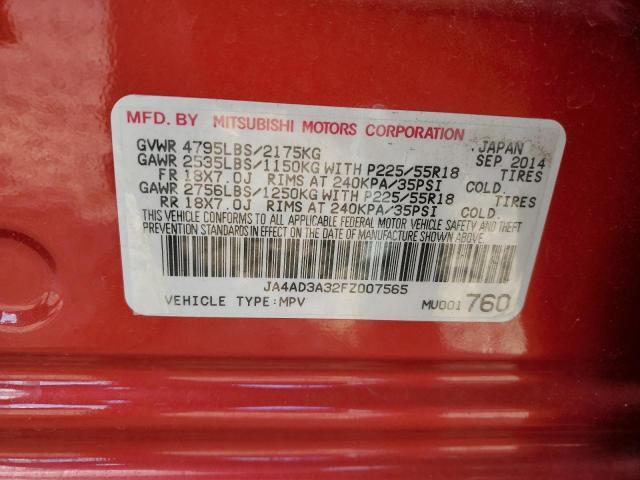 MFD. BY MITSUBISHI MOTORS CORPORATION
GVWR 4795LBS/2175KG JAPAN
GAWR 2535LBS/1150KG WITH P225/55R18 SEP 2014
FR 18X7.0J RIMS AT 240KPA/35PSI COLD. TIRES
GAWR 2756LBS/1250KG WITH P225/55R18
RR 18X7.0J RIMS AT 240KPA/35PSI COLD. TIRES
THIS VEHICLE CONFORMS TO ALL APPLICABLE FEDERAL MOTOR VEHICLE SAFETY AND THEFT
PREVENTION STANDARDS IN EFFECT ON THE DATE OF MANUFACTURE SHOWN ABOVE.
JA4AD3A32FZ007565
VEHICLE TYPE:MPV MU001 760